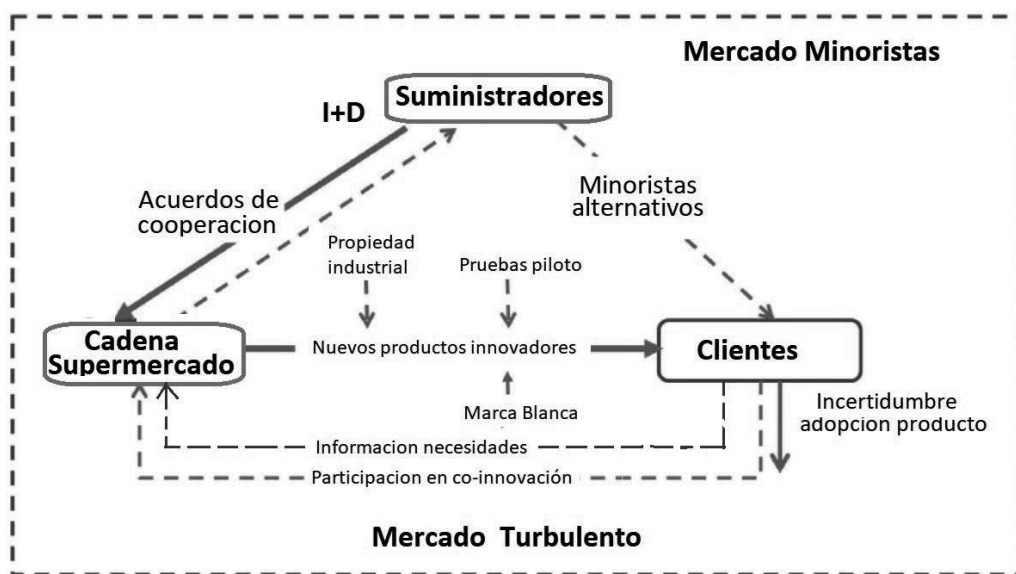 Mercado Minoristas
Suministradores
I+D
Acuerdos de
cooperacion
Minoristas
alternativos
Propiedad
industrial
Pruebas piloto
Cadena
Supermercado
Nuevos productos innovadores
Clientes
Marca Blanca
Incertidumbre
adopcion producto
Informacion necesidades
Participacion en co-innovación
Mercado Turbulento